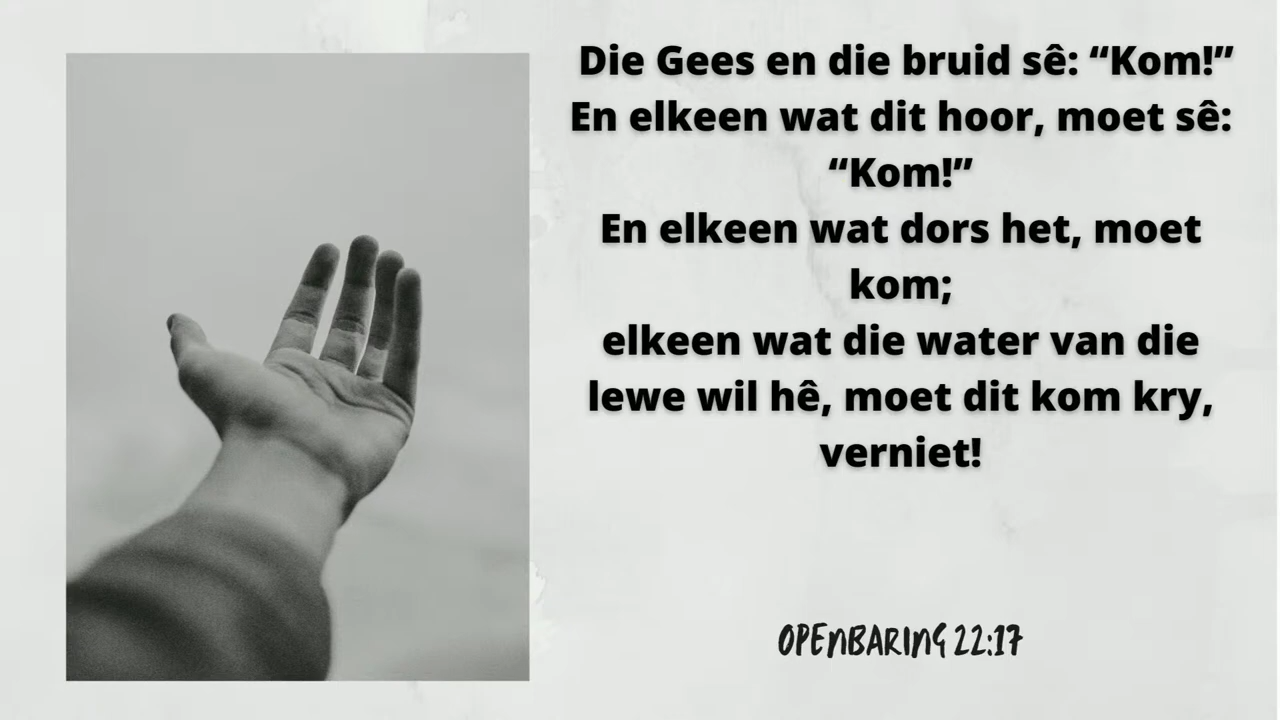 Die Gees en die bruid sê: “Kom!”
En elkeen wat dit hoor, moet sê:
“Kom!”
En elkeen wat dors het, moet
kom;
elkeen wat die water van die
lewe wil hê, moet dit kom kry,
verniet!
OPENBARING 22:17